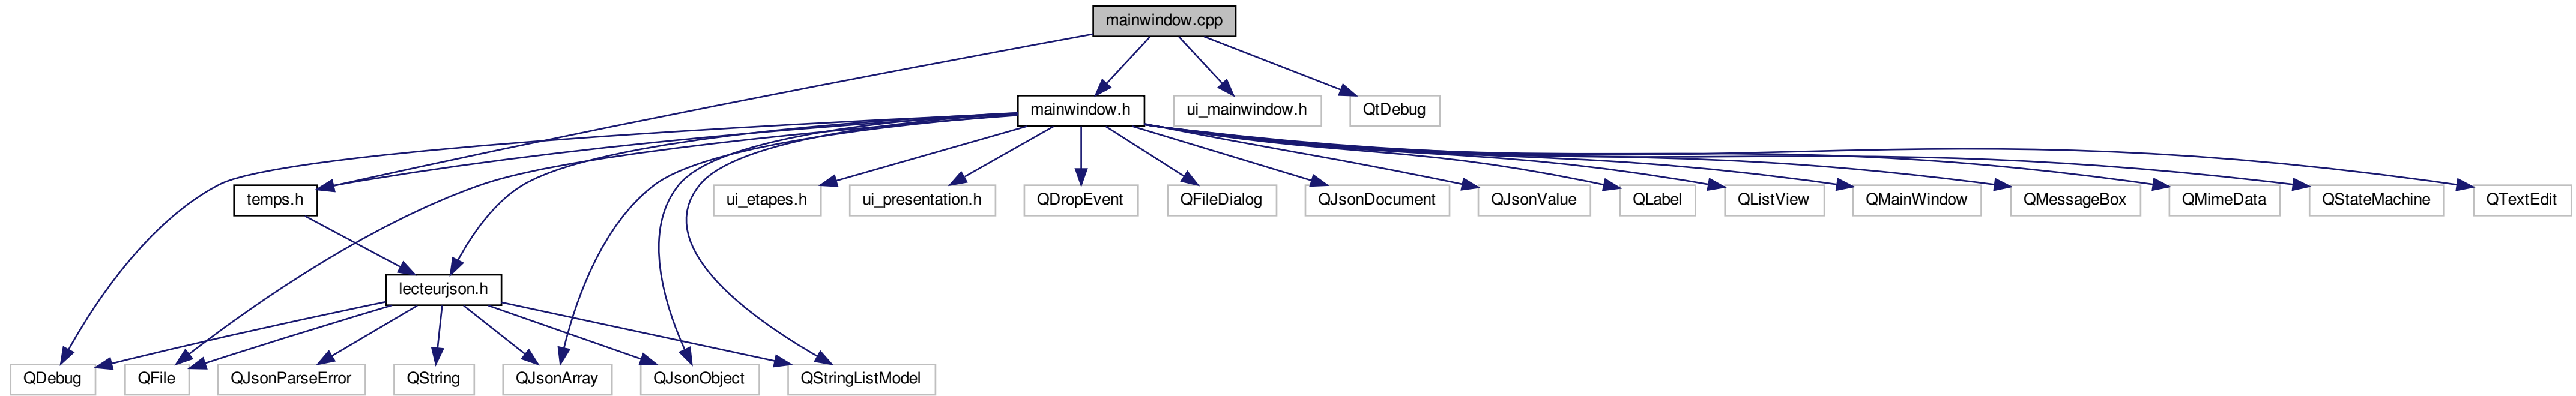 mainwindow.cpp
mainwindow.h
ui_mainwindow.h
QtDebug
temps.h
ui_etapes.h
ui_presentation.h
QDropEvent
QFileDialog
QJsonDocument
QJsonValue
QLabel
QListView
QMainWindow
QMessageBox
QMimeData
QStateMachine
QTextEdit
lecteurjson.h
QDebug
QFile
QJsonParseError
QString
QJsonArray
QJsonObject
QStringListModel